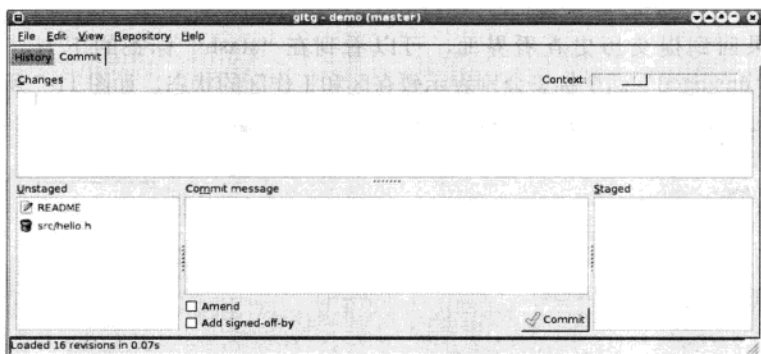 gitg - demo (master)
File Edit View Repository Help
History Commit
Changes Context:
Unstaged Commit message Staged
README
src/hello.h
Amend
Add signed-off-by
Commit
Loaded 16 revisions in 0.07s